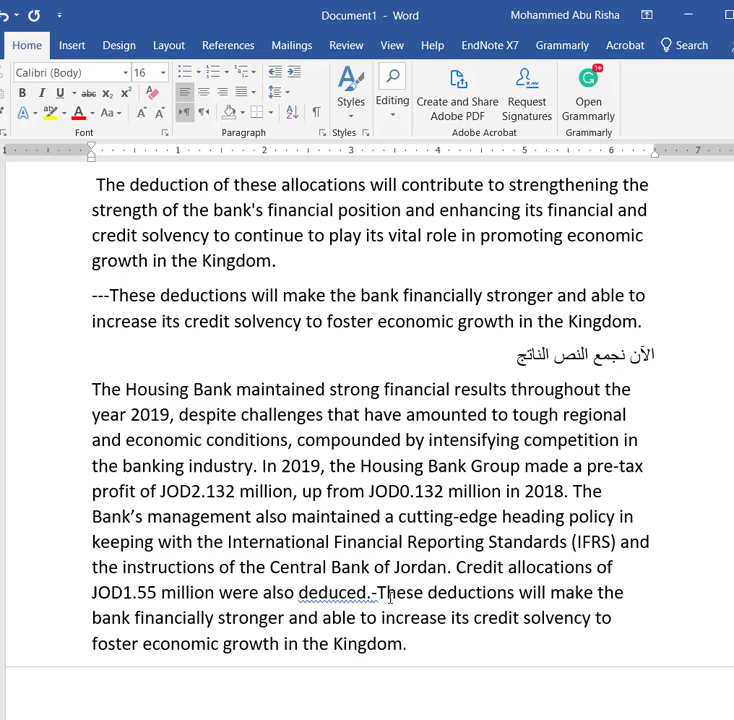 Document1 - Word
Mohammed Abu Risha
Home Insert Design Layout References Mailings Review View Help EndNote X7 Grammarly Acrobat Search
Calibri (Body) 16
Styles
Editing
Create and Share Adobe PDF
Request Signatures
Open Grammarly
Font Paragraph Styles Adobe Acrobat Grammarly
1 1 2 3 4 5 6 7
The deduction of these allocations will contribute to strengthening the
strength of the bank's financial position and enhancing its financial and
credit solvency to continue to play its vital role in promoting economic
growth in the Kingdom.
---These deductions will make the bank financially stronger and able to
increase its credit solvency to foster economic growth in the Kingdom.
الآن نجمع النص الناتج
The Housing Bank maintained strong financial results throughout the
year 2019, despite challenges that have amounted to tough regional
and economic conditions, compounded by intensifying competition in
the banking industry. In 2019, the Housing Bank Group made a pre-tax
profit of JOD2.132 million, up from JOD0.132 million in 2018. The
Bank’s management also maintained a cutting-edge heading policy in
keeping with the International Financial Reporting Standards (IFRS) and
the instructions of the Central Bank of Jordan. Credit allocations of
JOD1.55 million were also deduced.-These deductions will make the
bank financially stronger and able to increase its credit solvency to
foster economic growth in the Kingdom.